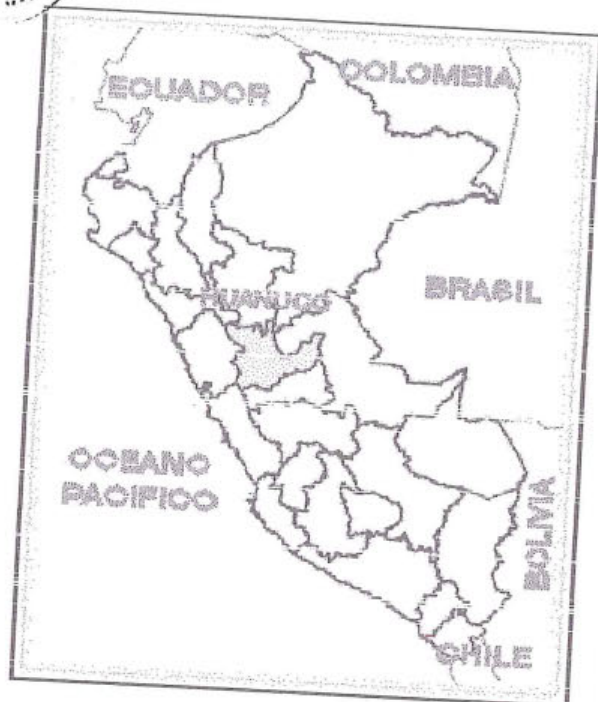 ECUADOR
COLOMBIA
HUANUCO
BRASIL
OCEANO
PACIFICO
BOLIVIA
CHILE